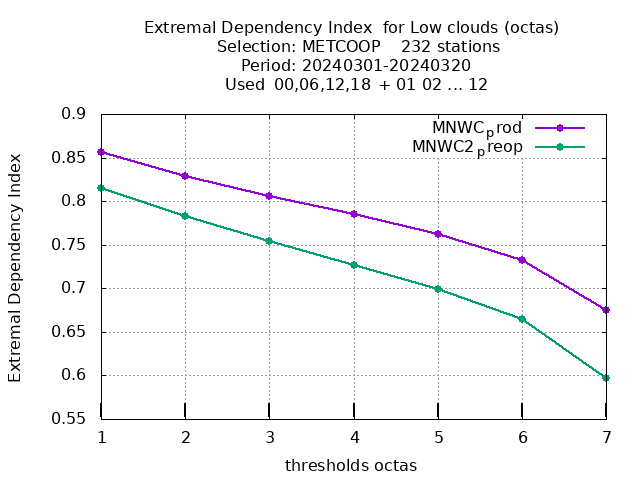 Extremal Dependency Index  for Low clouds (octas)
Selection: METCOOP    232 stations
Period: 20240301-20240320
Used  00,06,12,18 + 01 02 ... 12
MNWCprod
MNWC2preop
Extremal Dependency Index
0.9
0.85
0.8
0.75
0.7
0.65
0.6
0.55
1 2 3 4 5 6 7
thresholds octas